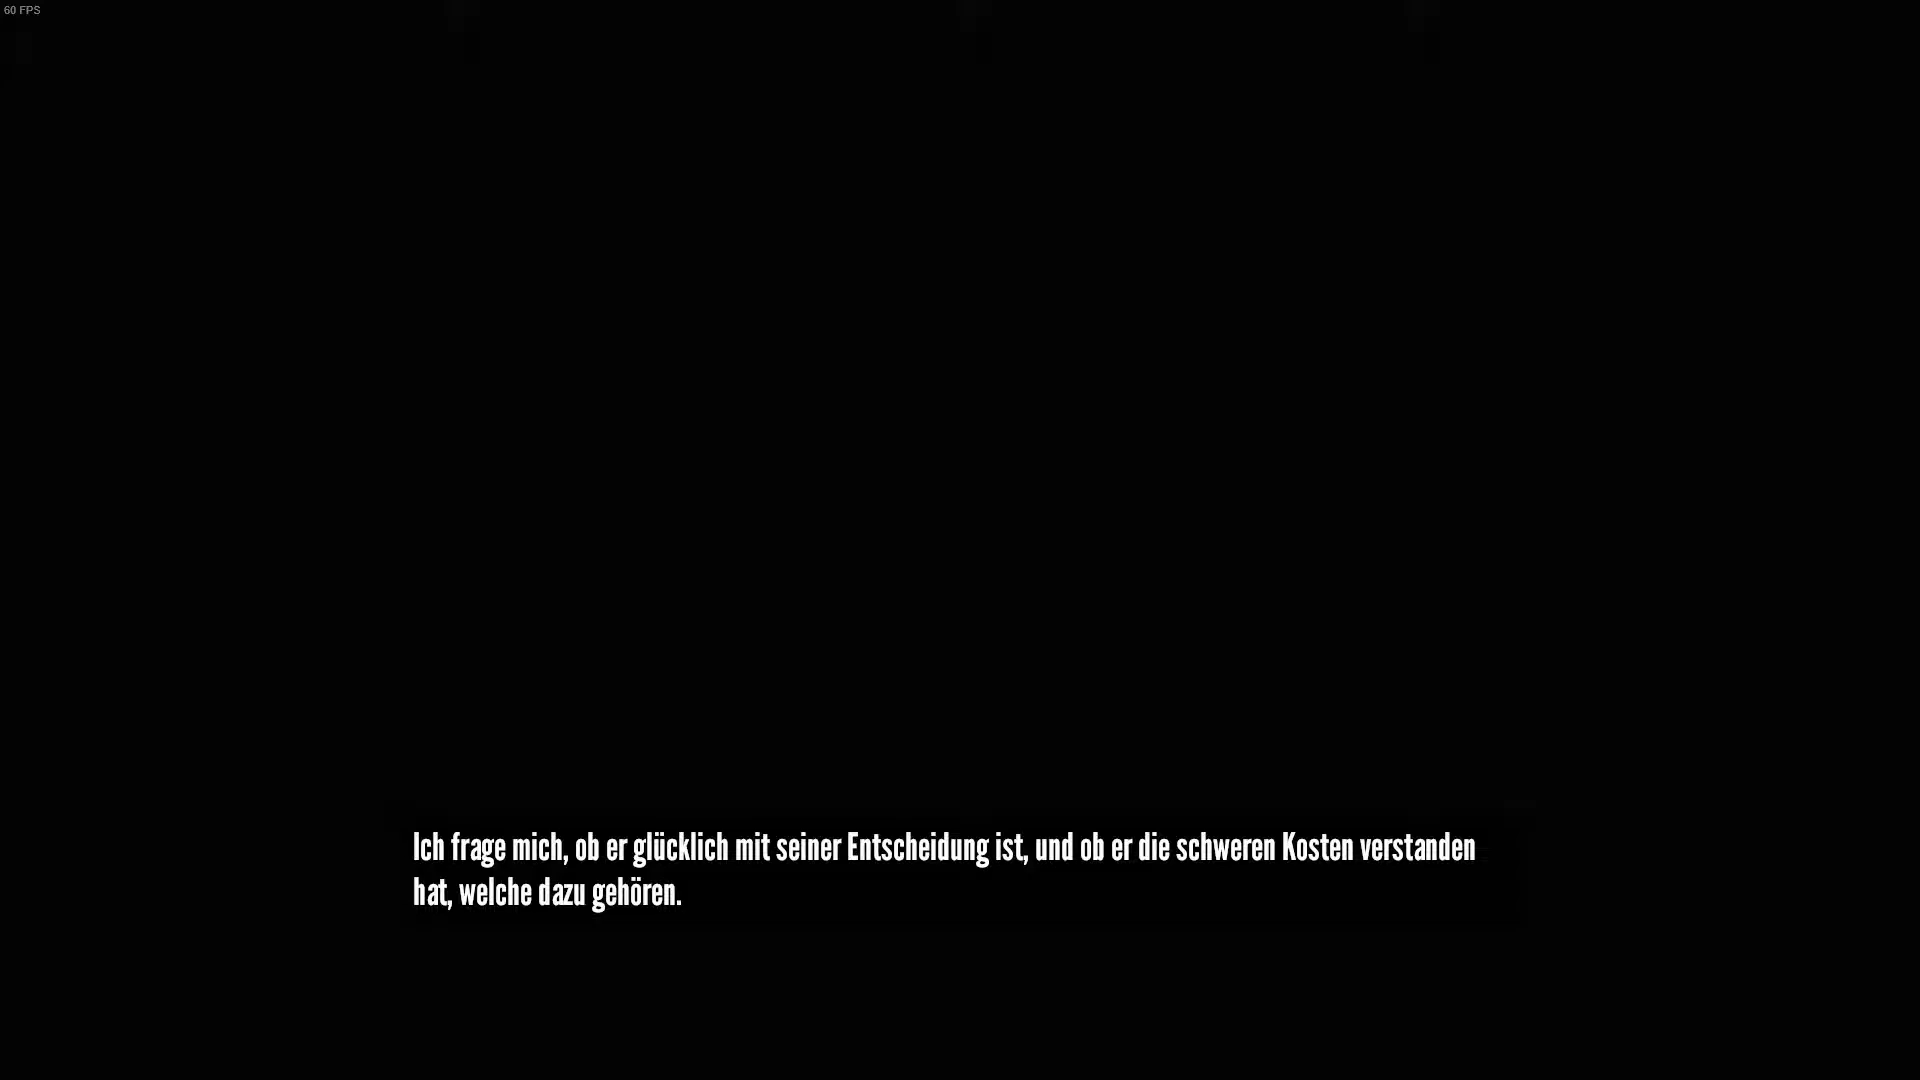 60 FPS
Ich frage mich, ob er glücklich mit seiner Entscheidung ist, und ob er die schweren Kosten verstanden
hat, welche dazu gehören.